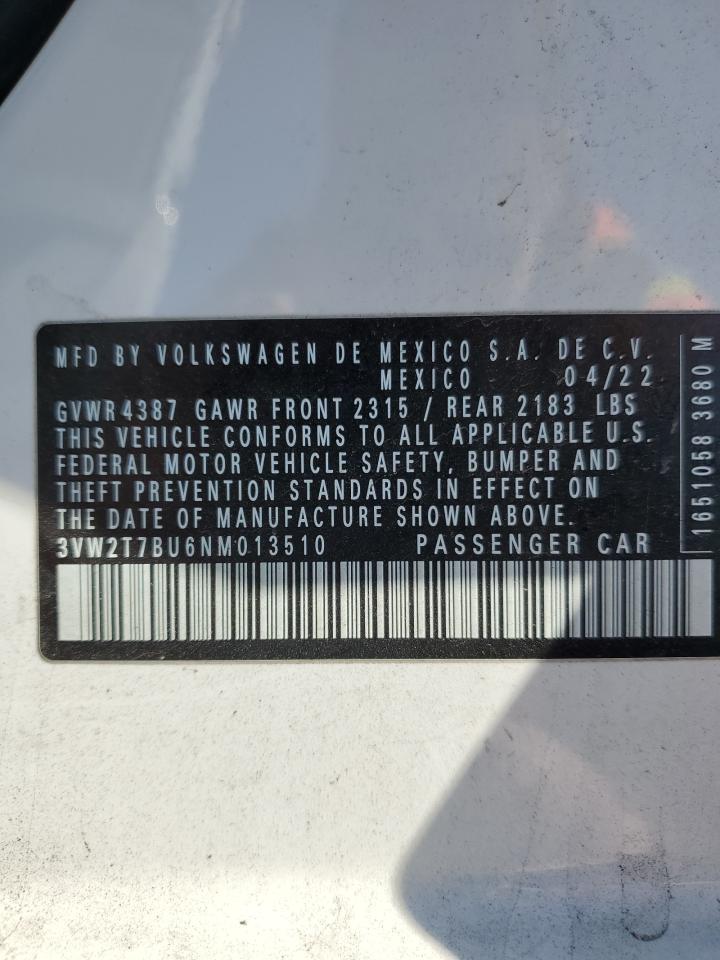 MFD BY VOLKSWAGEN DE MEXICO S.A. DE C.V.
MEXICO 04/22
GVWR 4387 GAWR FRONT 2315 / REAR 2183 LBS
THIS VEHICLE CONFORMS TO ALL APPLICABLE U.S.
FEDERAL MOTOR VEHICLE SAFETY, BUMPER AND
THEFT PREVENTION STANDARDS IN EFFECT ON
THE DATE OF MANUFACTURE SHOWN ABOVE.
3VW2T7BU6NM013510 PASSENGER CAR
1651058 3680 M